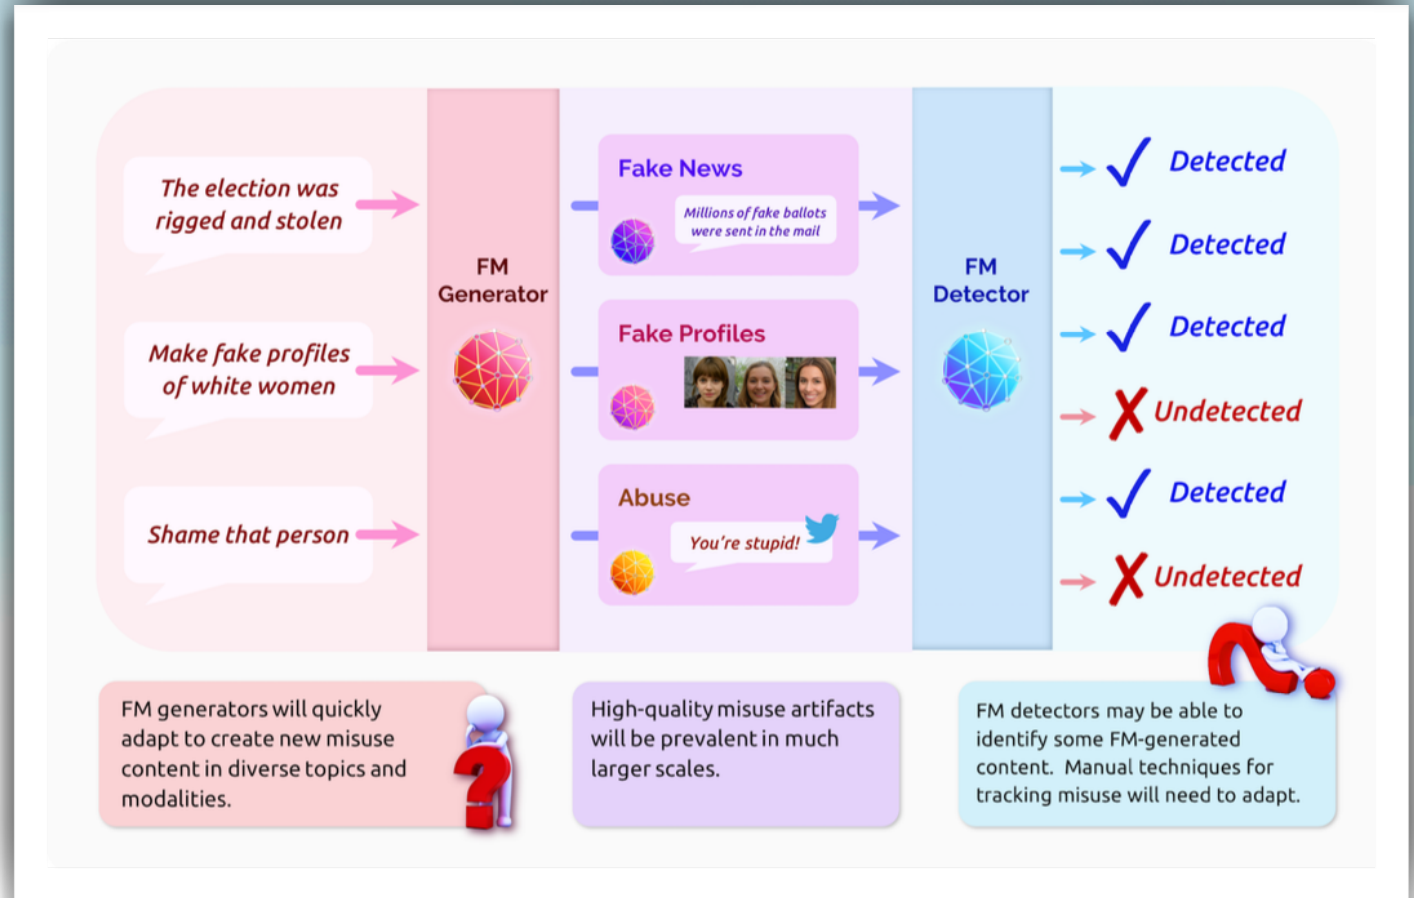 The election was
rigged and stolen
Make fake profiles
of white women
Shame that person
FM
Generator
Fake News
Millions of fake ballots
were sent in the mail
Fake Profiles
Abuse
You're stupid!
FM
Detector
Detected
Detected
Detected
Undetected
Detected
Undetected
FM generators will quickly
adapt to create new misuse
content in diverse topics and
modalities.
High-quality misuse artifacts
will be prevalent in much
larger scales.
FM detectors may be able to
identify some FM-generated
content. Manual techniques for
tracking misuse will need to adapt.